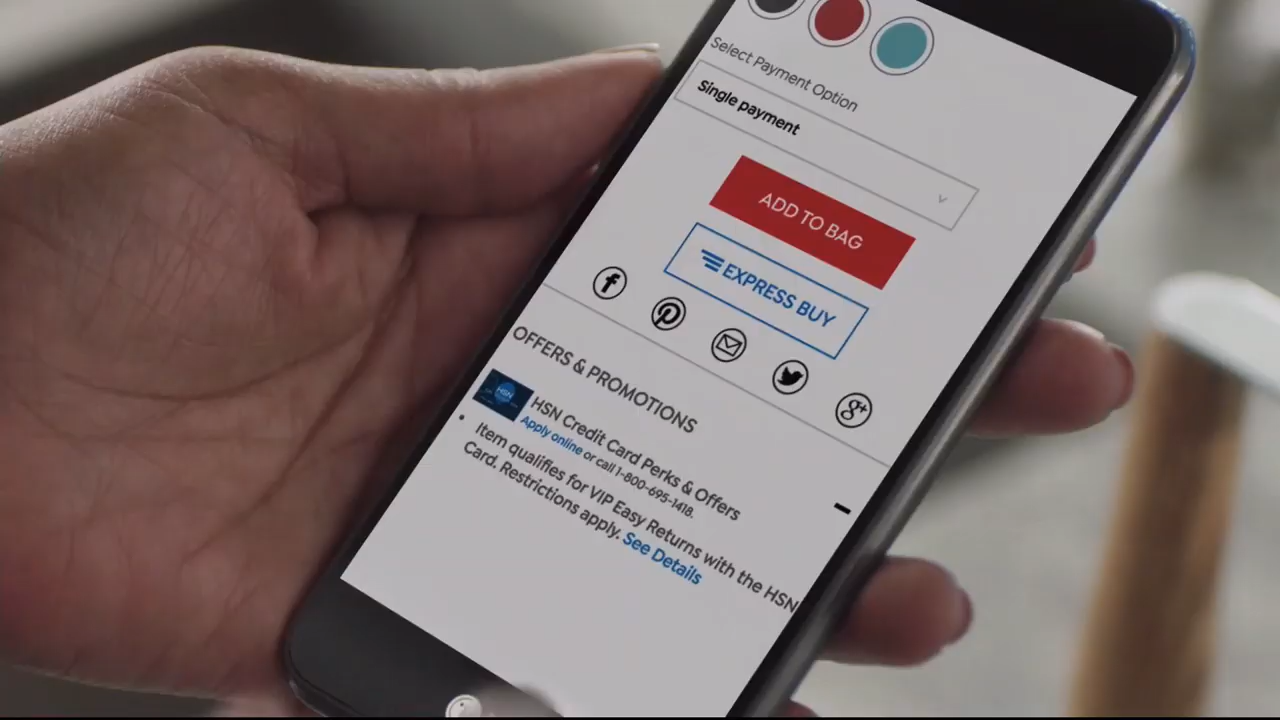 Select Payment Option
Single payment
ADD TO BAG
EXPRESS BUY
OFFERS & PROMOTIONS
HSN
HSN Credit Card Perks & Offers
Apply online or call 1-800-695-1418.
Item qualifies for VIP Easy Returns with the HSN
Card. Restrictions apply. See Details